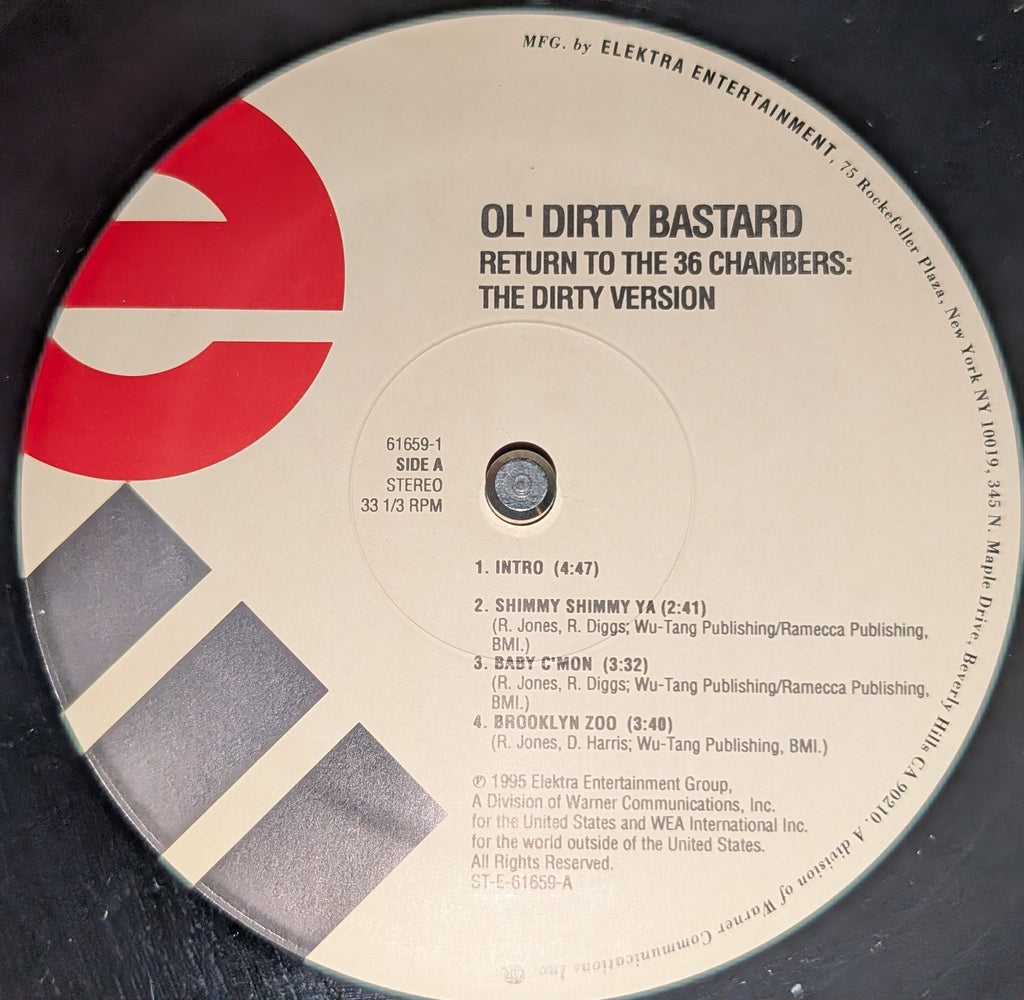 MFG. by ELEKTRA ENTERTAINMENT, 75 Rockefeller Plaza, New York NY 10019, 345 N. Maple Drive, Beverly Hills CA 90210. A division of Warner Communications Inc.
e
OL' DIRTY BASTARD
RETURN TO THE 36 CHAMBERS:
THE DIRTY VERSION
61659-1
SIDE A
STEREO
33 1/3 RPM
1. INTRO (4:47)
2. SHIMMY SHIMMY YA (2:41)
(R. Jones, R. Diggs; Wu-Tang Publishing/Ramecca Publishing,
BMI.)
3. BABY C'MON (3:32)
(R. Jones, R. Diggs; Wu-Tang Publishing/Ramecca Publishing,
BMI.)
4. BROOKLYN ZOO (3:40)
(R. Jones, D. Harris; Wu-Tang Publishing, BMI.)
℗ 1995 Elektra Entertainment Group,
A Division of Warner Communications, Inc.
for the United States and WEA International Inc.
for the world outside of the United States.
All Rights Reserved.
ST-E-61659-A